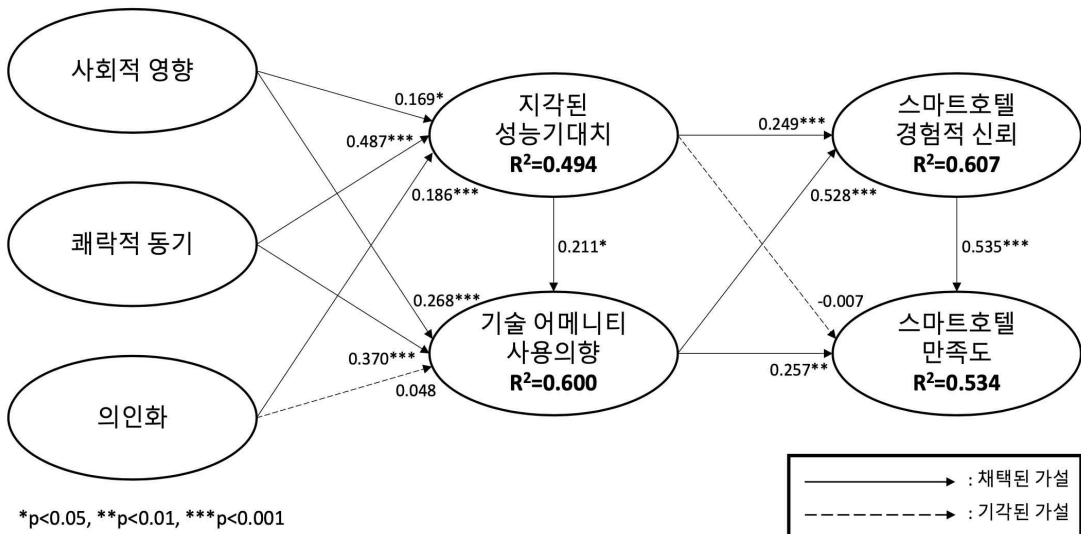 사회적 영향
쾌락적 동기
의인화
0.169*
0.487***
0.186***
0.268***
0.370***
0.048
지각된
성능기대치
R²=0.494
0.211*
기술 어메니티
사용의향
R²=0.600
0.249***
0.528***
-0.007
0.257**
스마트호텔
경험적 신뢰
R²=0.607
0.535***
스마트호텔
만족도
R²=0.534
: 채택된 가설
: 기각된 가설
*p<0.05, **p<0.01, ***p<0.001